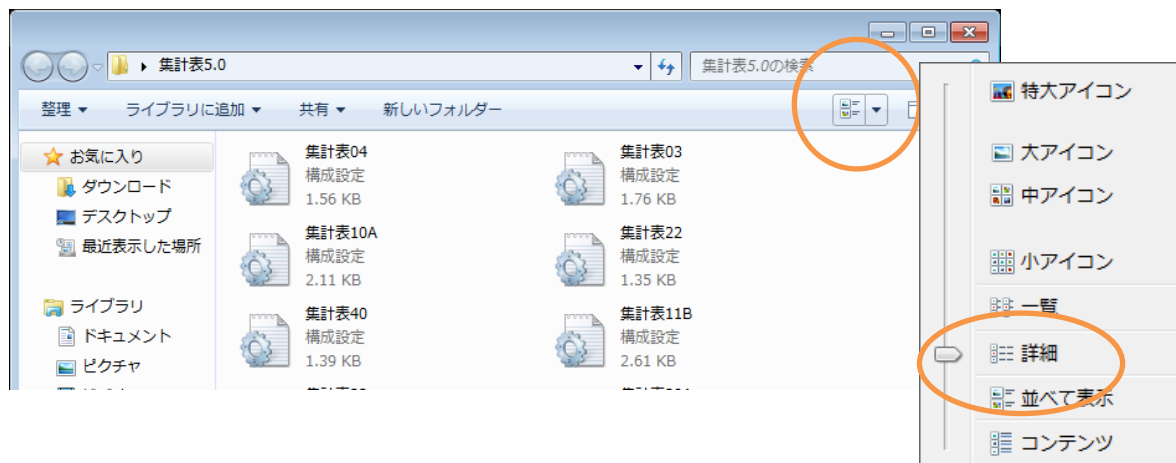 集計表5.0
集計表5.0の検索
整理
ライブラリに追加
共有
新しいフォルダー
お気に入り
ダウンロード
デスクトップ
最近表示した場所
ライブラリ
ドキュメント
ピクチャ
集計表04
構成設定
1.56 KB
集計表03
構成設定
1.76 KB
集計表10A
構成設定
2.11 KB
集計表22
構成設定
1.35 KB
集計表40
構成設定
1.39 KB
集計表11B
構成設定
2.61 KB
特大アイコン
大アイコン
中アイコン
小アイコン
一覧
詳細
並べて表示
コンテンツ